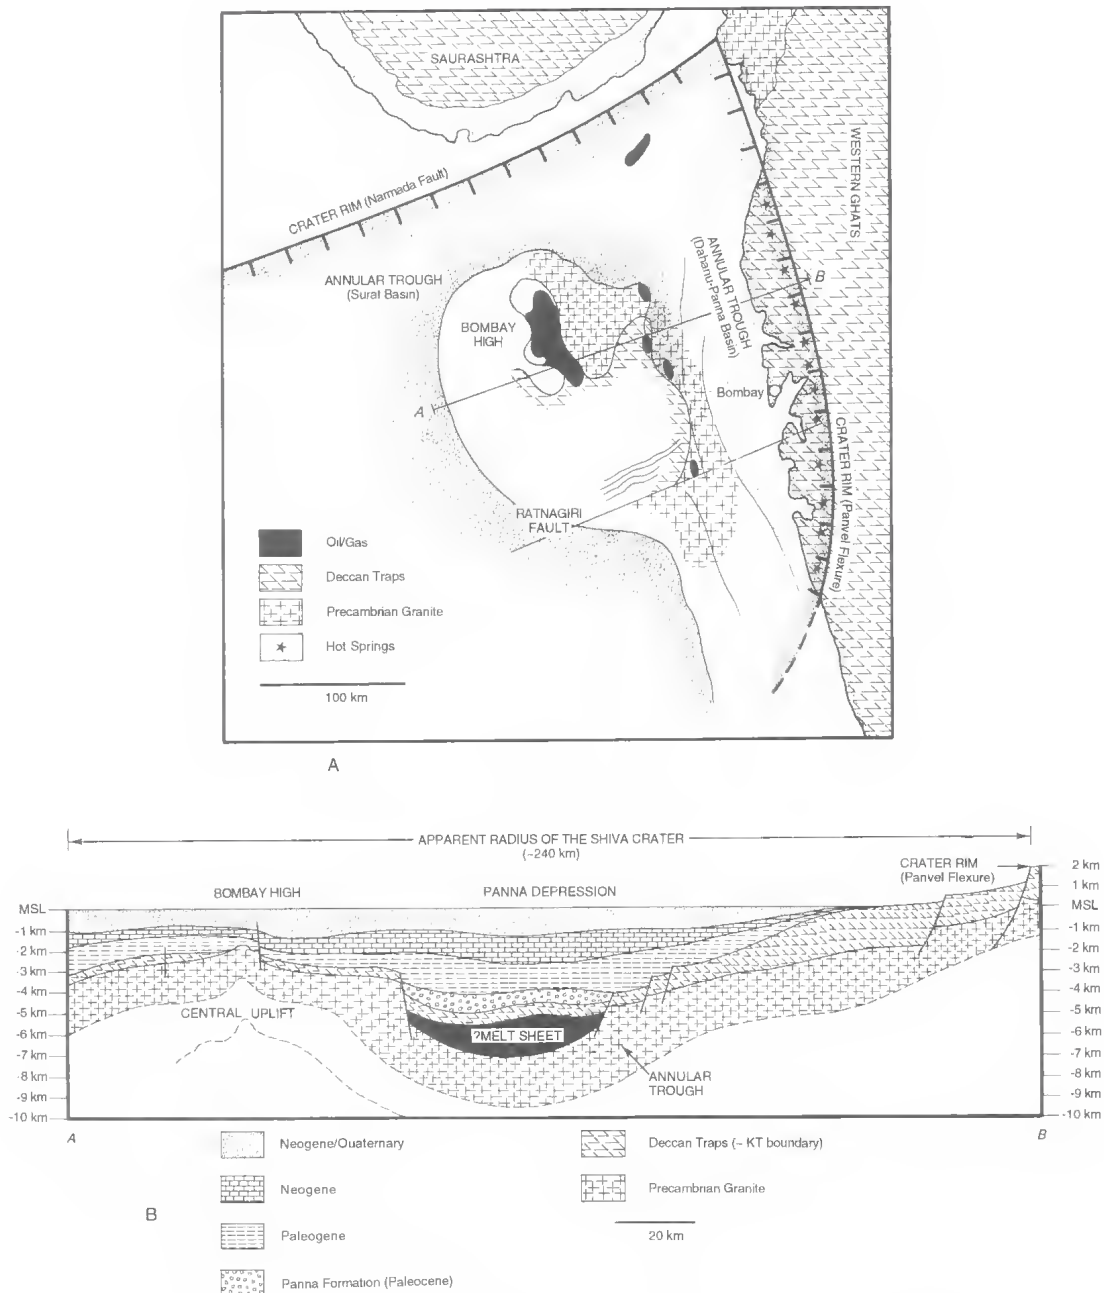 SAURASHTRA
WESTERN GHATS
CRATER RIM (Narmada Fault)
ANNULAR TROUGH
(Surat Basin)
ANNULAR TROUGH
(Dahanu-Panna Basin)
B
BOMBAY
HIGH
A
Bombay
CRATER RIM (Panvel Flexure)
RATNAGIRI
FAULT
Oil/Gas
Deccan Traps
Precambrian Granite
Hot Springs
100 km
A
APPARENT RADIUS OF THE SHIVA CRATER
(~240 km)
CRATER RIM
(Panvel Flexure)
BOMBAY HIGH
PANNA DEPRESSION
MSL
-1 km
-2 km
-3 km
-4 km
-5 km
-6 km
-7 km
-8 km
-9 km
-10 km
2 km
1 km
MSL
-1 km
-2 km
-3 km
-4 km
-5 km
-6 km
-7 km
-8 km
-9 km
-10 km
CENTRAL UPLIFT
?MELT SHEET
ANNULAR
TROUGH
A
B
Neogene/Quaternary
Neogene
Paleogene
Panna Formation (Paleocene)
Deccan Traps (~ KT boundary)
Precambrian Granite
20 km
B